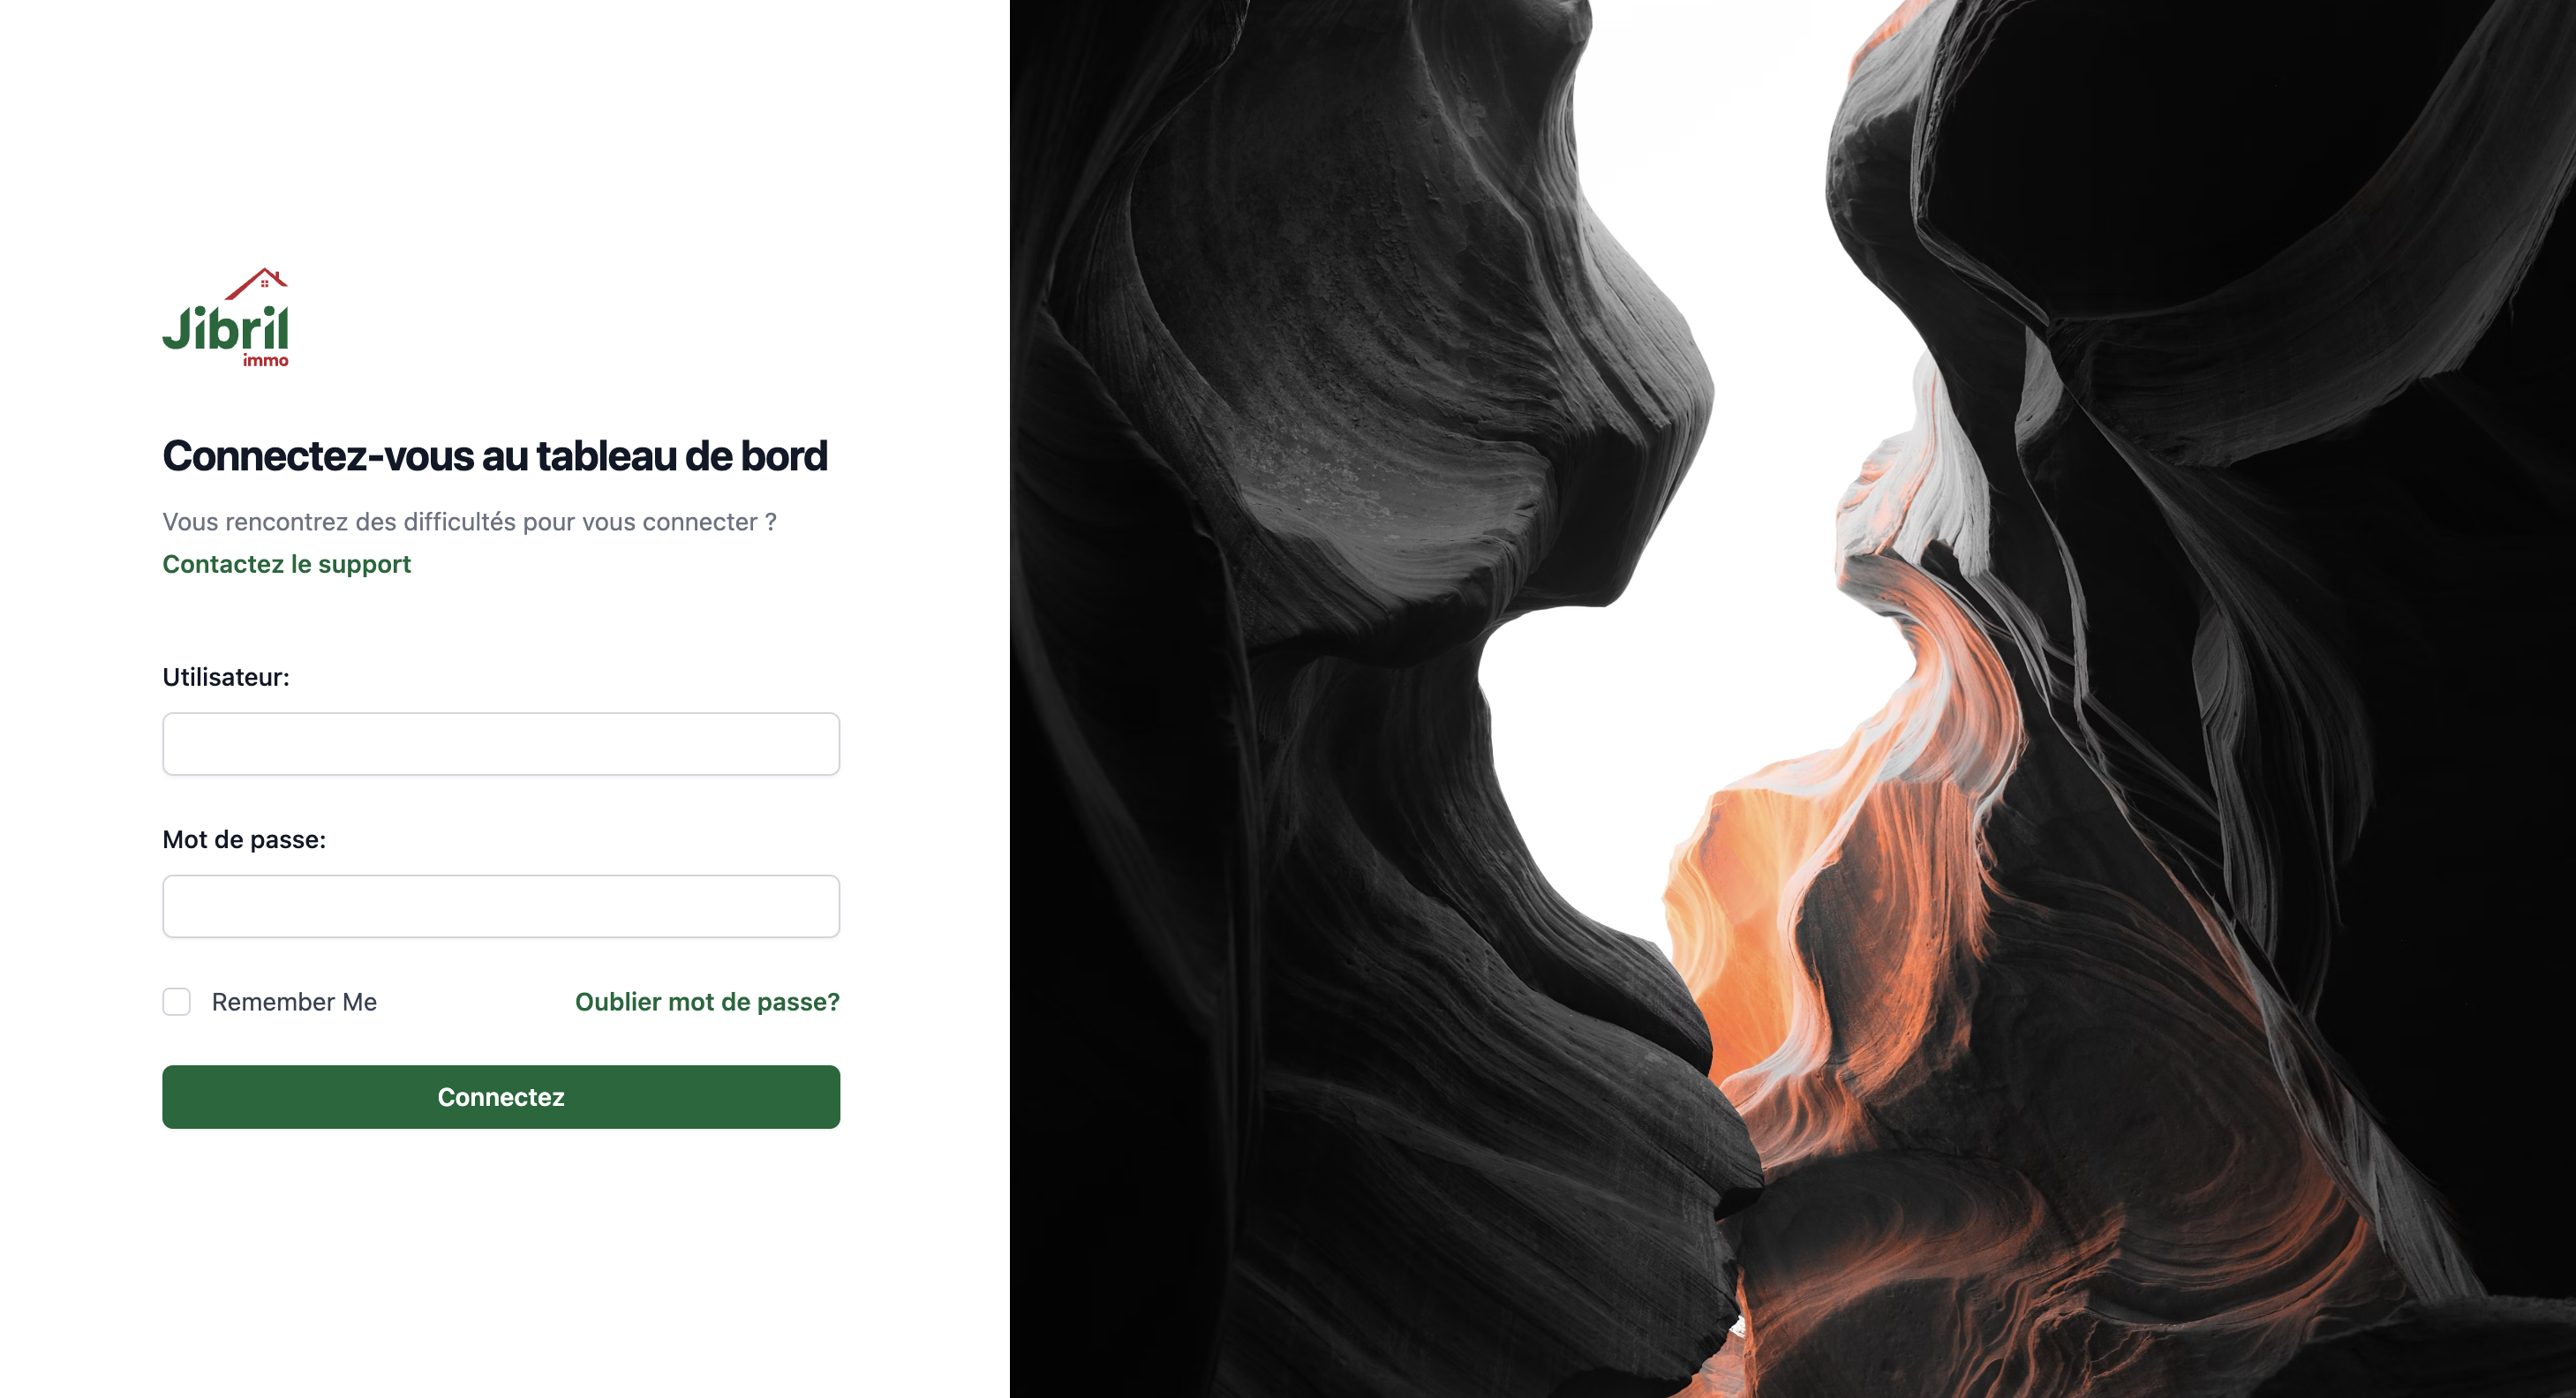 Jibril
immo
Connectez-vous au tableau de bord
Vous rencontrez des difficultés pour vous connecter ?
Contactez le support
Utilisateur:
Mot de passe:
Remember Me
Oublier mot de passe?
Connectez